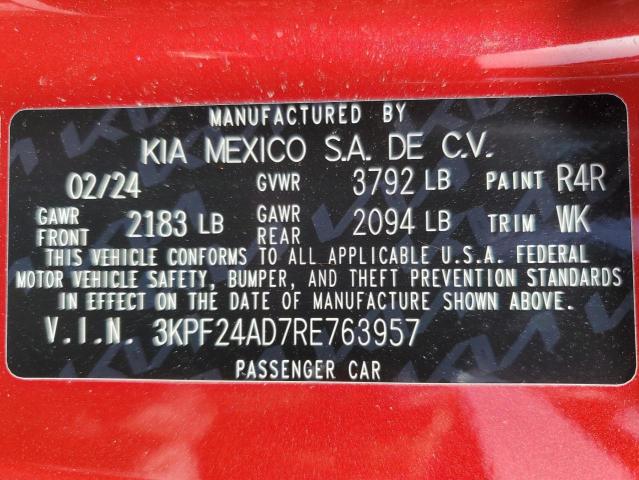 MANUFACTURED BY
KIA MEXICO S.A. DE C.V.
02/24 GVWR 3792 LB PAINT R4R
GAWR FRONT 2183 LB GAWR REAR 2094 LB TRIM WK
THIS VEHICLE CONFORMS TO ALL APPLICABLE U.S.A. FEDERAL
MOTOR VEHICLE SAFETY, BUMPER, AND THEFT PREVENTION STANDARDS
IN EFFECT ON THE DATE OF MANUFACTURE SHOWN ABOVE.
V.I.N. 3KPF24AD7RE763957
PASSENGER CAR